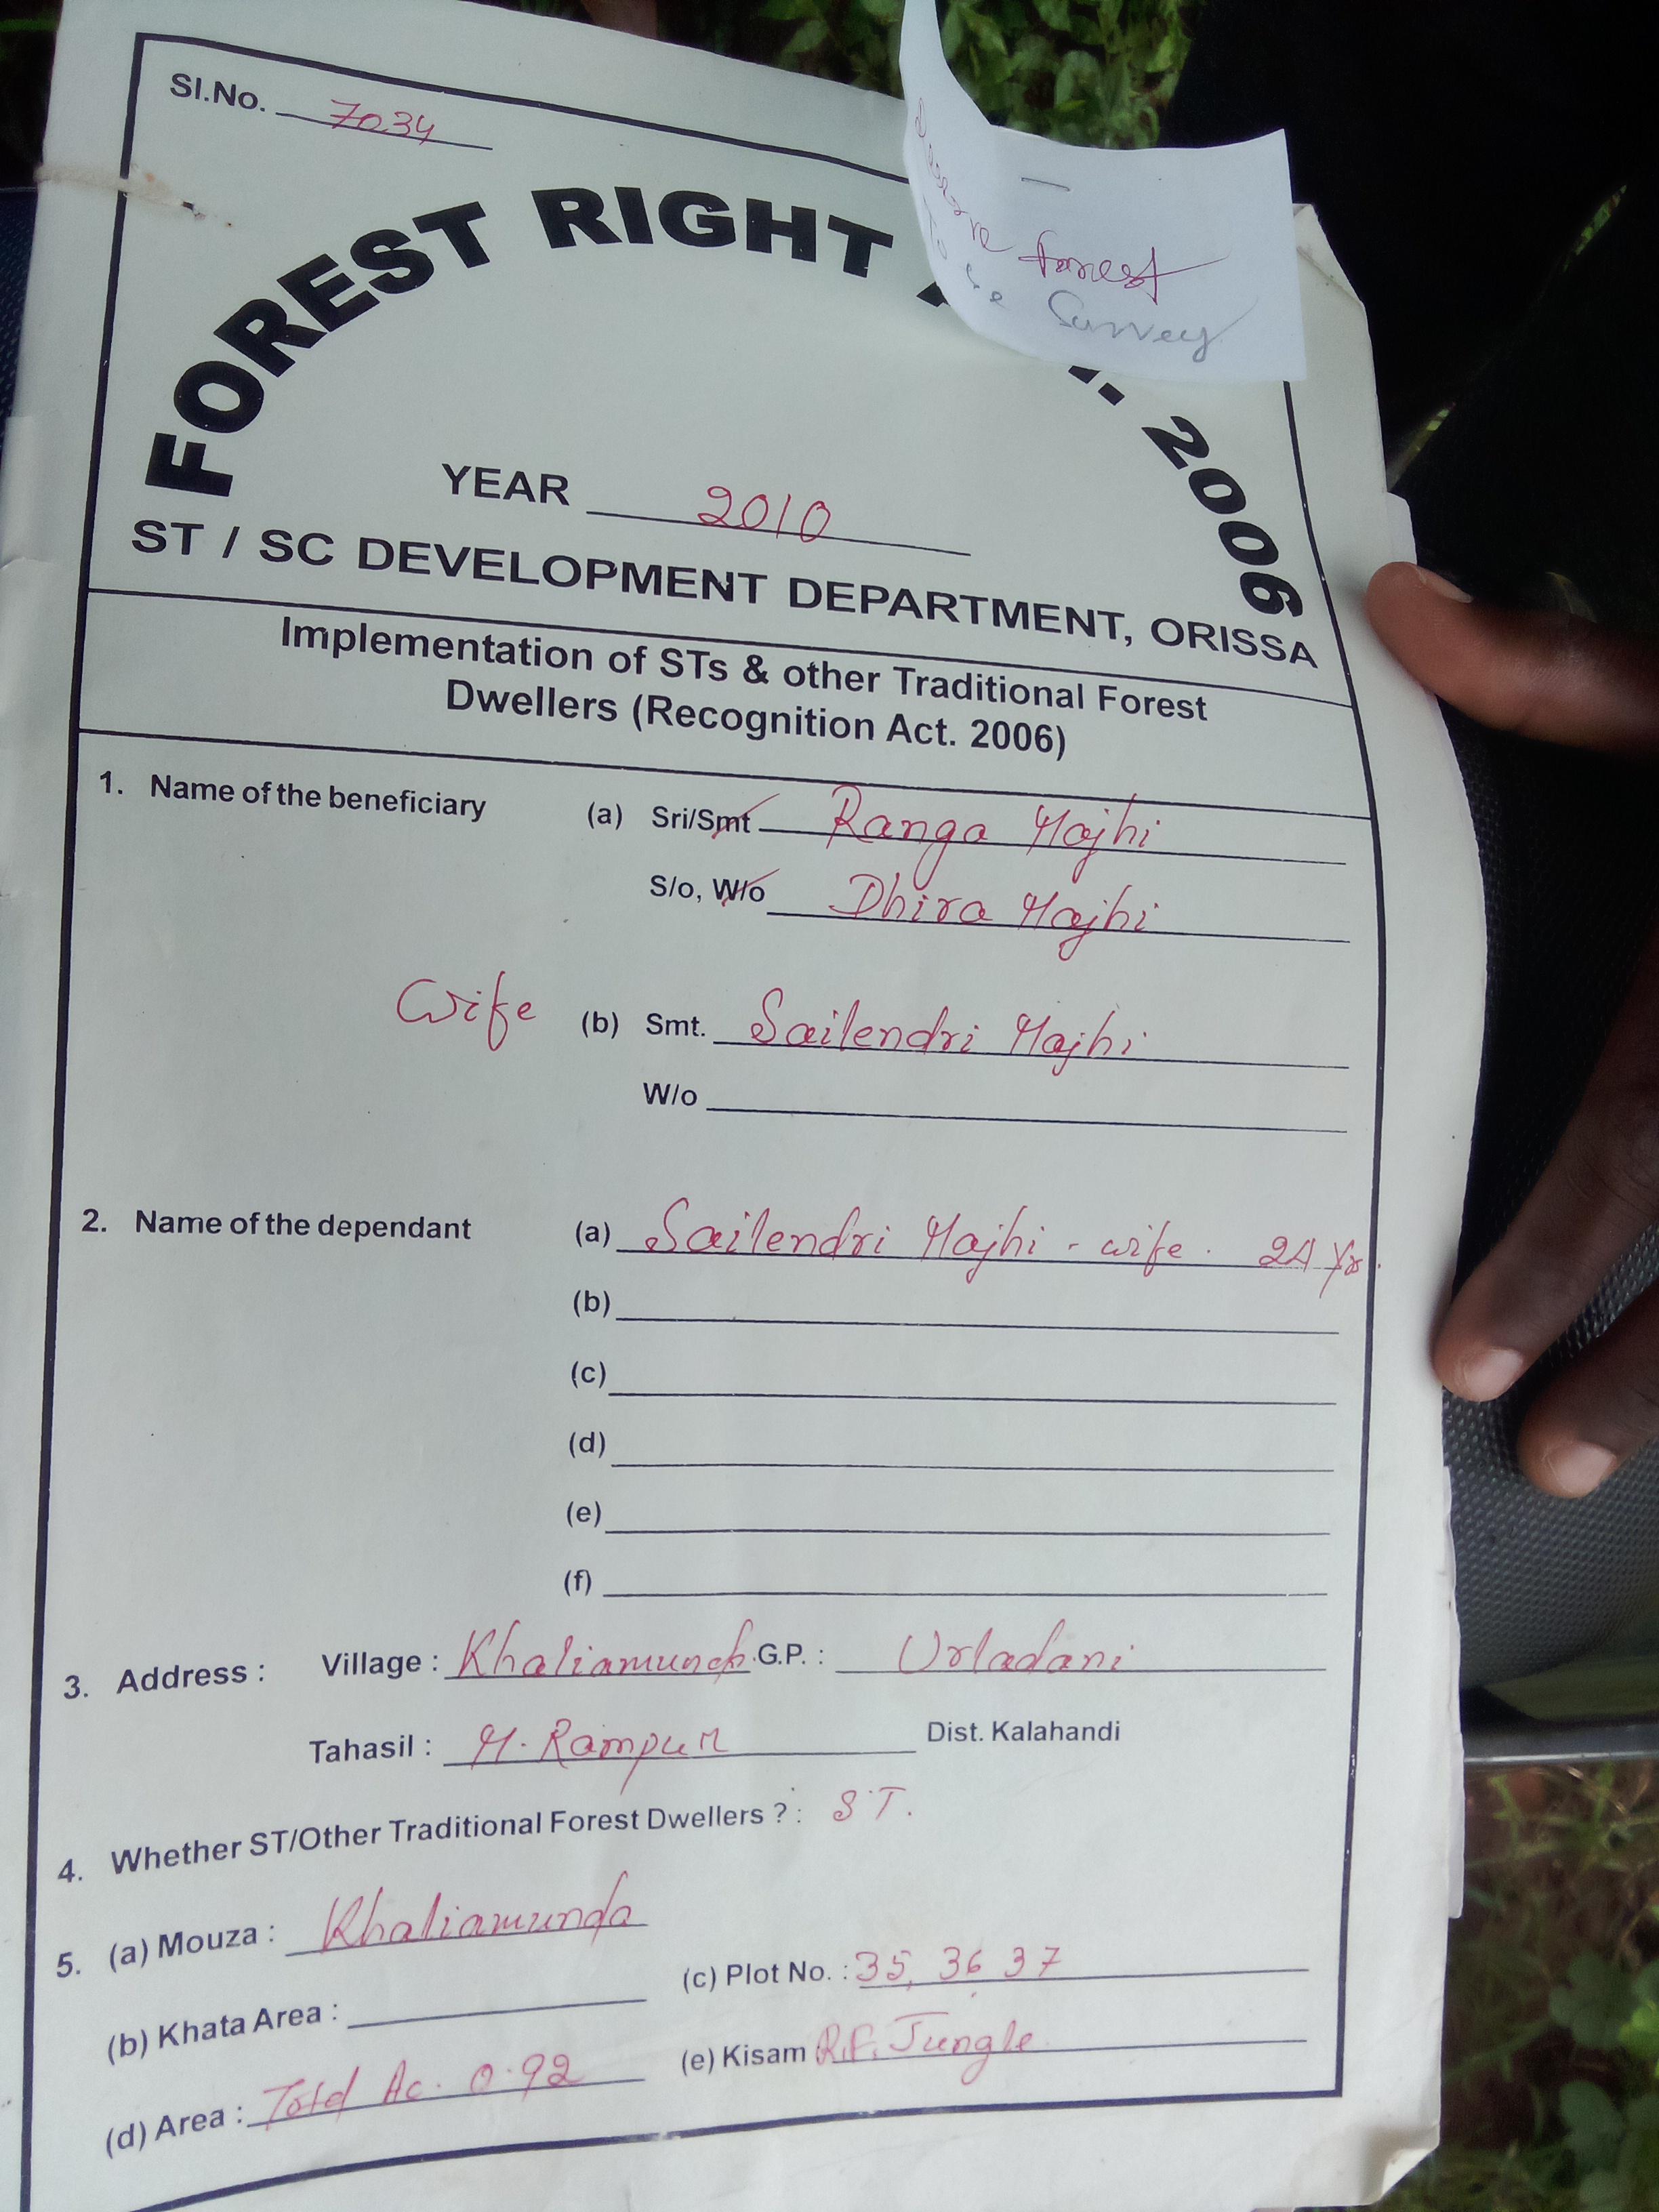 Sl.No. 7034
Reserve forest
To be Survey
FOREST RIGHT 2006
YEAR 2010
ST / SC DEVELOPMENT DEPARTMENT, ORISSA
Implementation of STs & other Traditional Forest
Dwellers (Recognition Act. 2006)
1. Name of the beneficiary (a) Sri/Smt Ranga Majhi
S/o, W/o Dhira Majhi
Wife (b) Smt. Sailendri Majhi
W/o
2. Name of the dependant (a) Sailendri Majhi - wife. 24 Yr.
(b)
(c)
(d)
(e)
(f)
3. Address : Village : Khaliamunda G.P. : Urladani
Tahasil : M. Rampur Dist. Kalahandi
4. Whether ST/Other Traditional Forest Dwellers ? : S.T.
5. (a) Mouza : Khaliamunda
(b) Khata Area : (c) Plot No. : 35, 36 37
(d) Area : Total Ac. 0.92 (e) Kisam R.F. Jungle